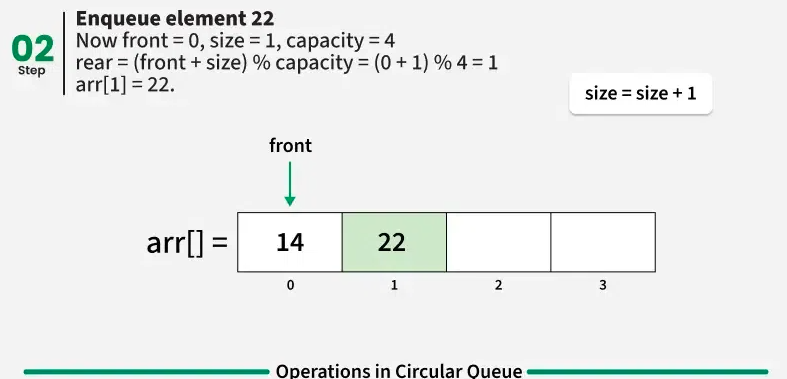 02
Step
Enqueue element 22
Now front = 0, size = 1, capacity = 4
rear = (front + size) % capacity = (0 + 1) % 4 = 1
arr[1] = 22.
size = size + 1
front
arr[] =
14 22
0 1 2 3
Operations in Circular Queue